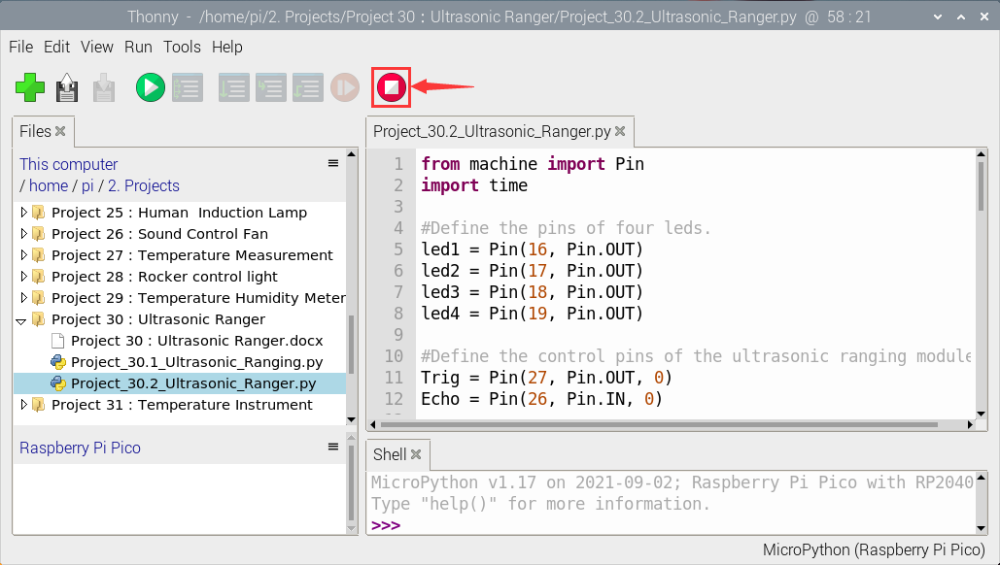 Thonny - /home/pi/2. Projects/Project 30 : Ultrasonic Ranger/Project_30.2_Ultrasonic_Ranger.py @ 58 : 21
File Edit View Run Tools Help
Files
This computer
/ home / pi / 2. Projects
Project 25 : Human  Induction Lamp
Project 26 : Sound Control Fan
Project 27 : Temperature Measurement
Project 28 : Rocker control light
Project 29 : Temperature Humidity Meter
Project 30 : Ultrasonic Ranger
Project 30 : Ultrasonic Ranger.docx
Project_30.1_Ultrasonic_Ranging.py
Project_30.2_Ultrasonic_Ranger.py
Project 31 : Temperature Instrument
Raspberry Pi Pico
Project_30.2_Ultrasonic_Ranger.py
1 from machine import Pin
2 import time
3
4 #Define the pins of four leds.
5 led1 = Pin(16, Pin.OUT)
6 led2 = Pin(17, Pin.OUT)
7 led3 = Pin(18, Pin.OUT)
8 led4 = Pin(19, Pin.OUT)
9
10 #Define the control pins of the ultrasonic ranging module
11 Trig = Pin(27, Pin.OUT, 0)
12 Echo = Pin(26, Pin.IN, 0)
Shell
MicroPython v1.17 on 2021-09-02; Raspberry Pi Pico with RP2040
Type "help()" for more information.
>>>
MicroPython (Raspberry Pi Pico)